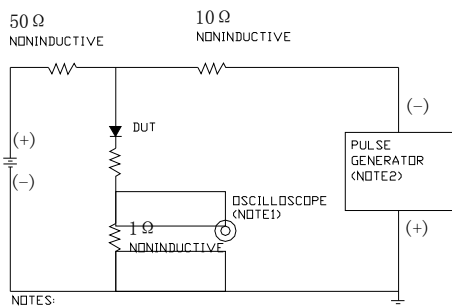 50 Ω
NONINDUCTIVE
10 Ω
NONINDUCTIVE
(-)
DUT
(+)
(-)
PULSE
GENERATOR
(NOTE2)
OSCILLOSCOPE
(NOTE1)
1 Ω
NONINDUCTIVE
(+)
NOTES: